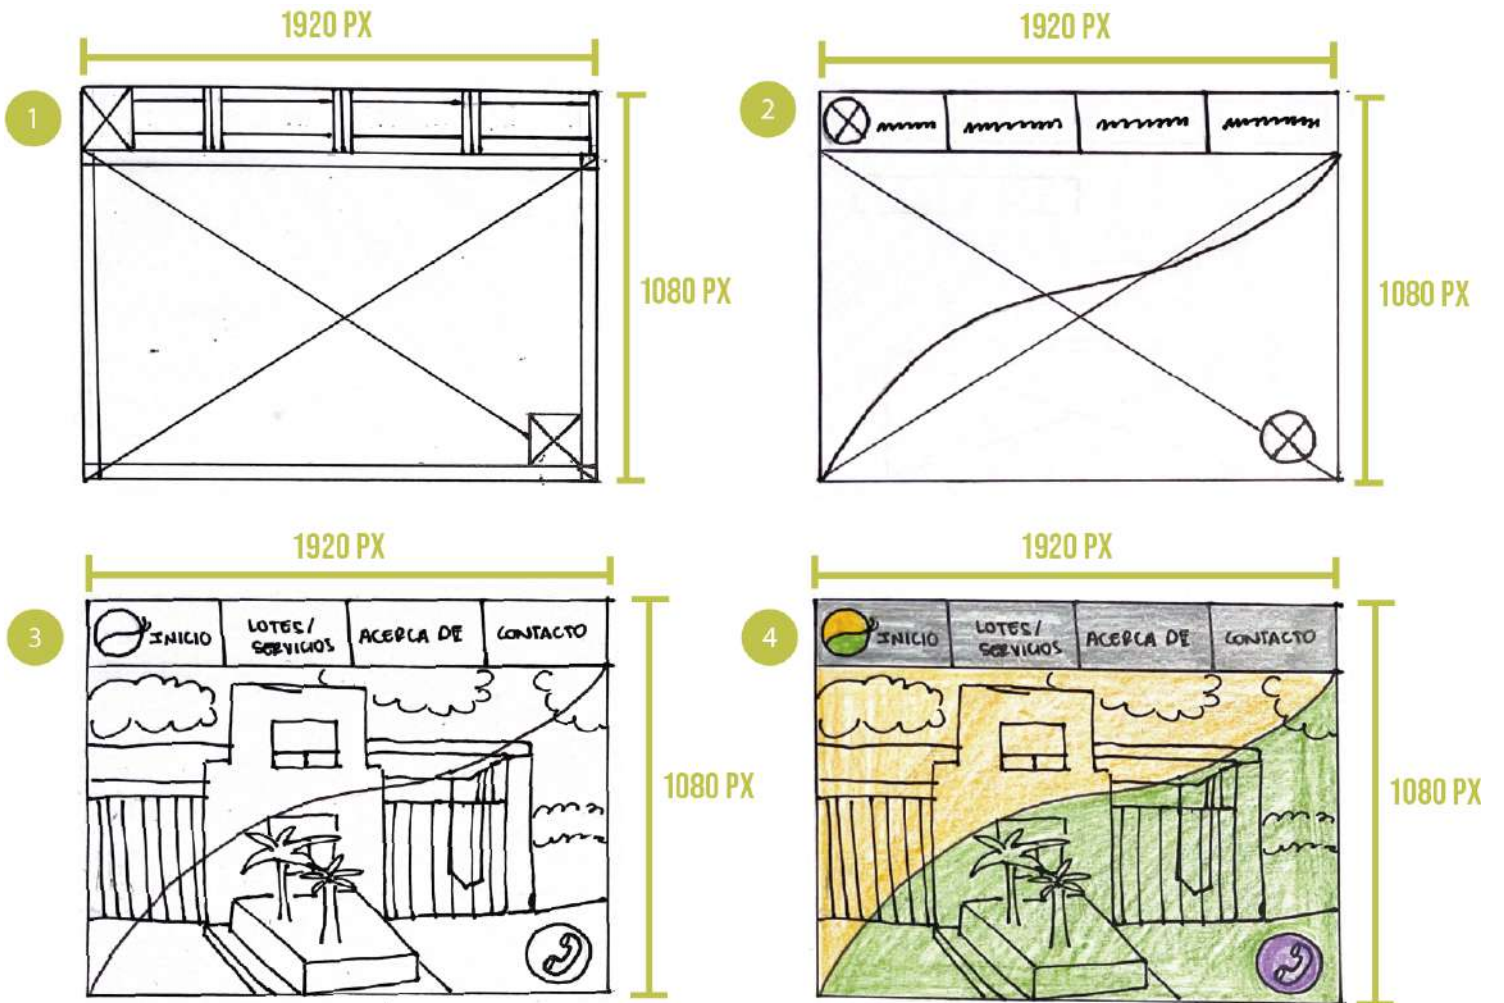 1920 PX
1920 PX
1
2
1080 PX
1080 PX
1920 PX
1920 PX
3
INICIO
LOTES/
SERVICIOS
ACERCA DE
CONTACTO
4
INICIO
LOTES/
SERVICIOS
ACERCA DE
CONTACTO
1080 PX
1080 PX